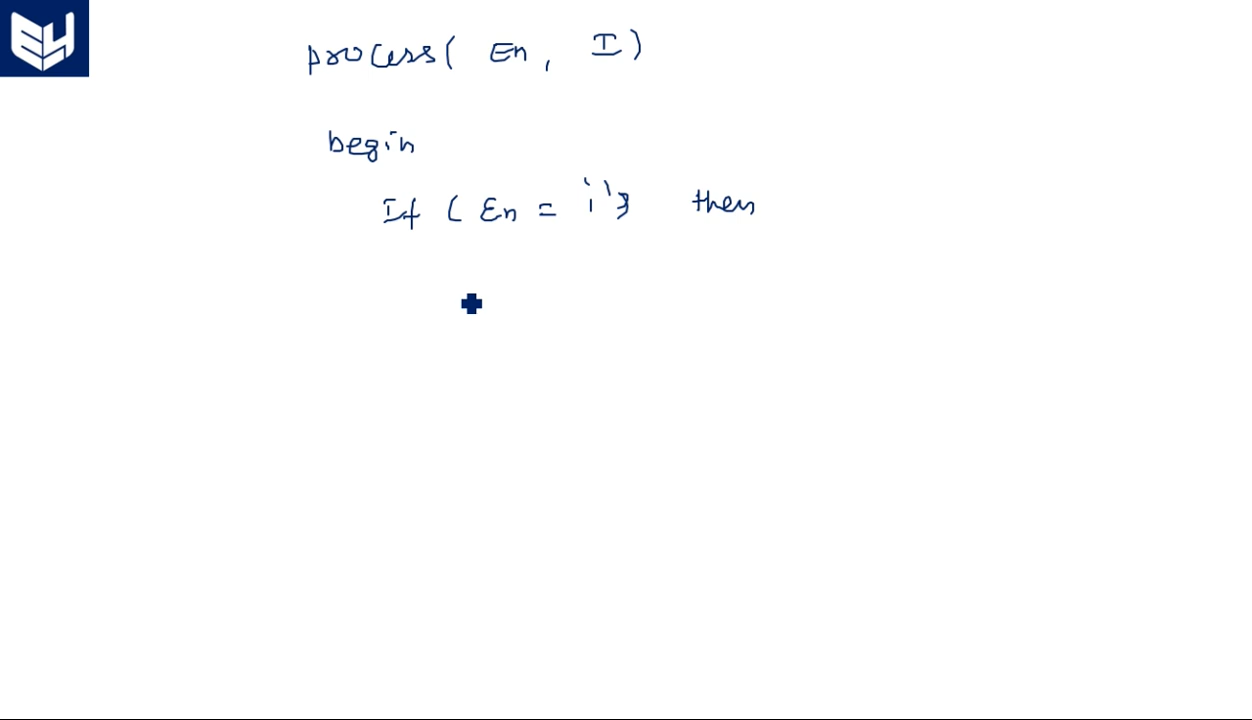 process( En, I)
begin
If ( En = '1') then